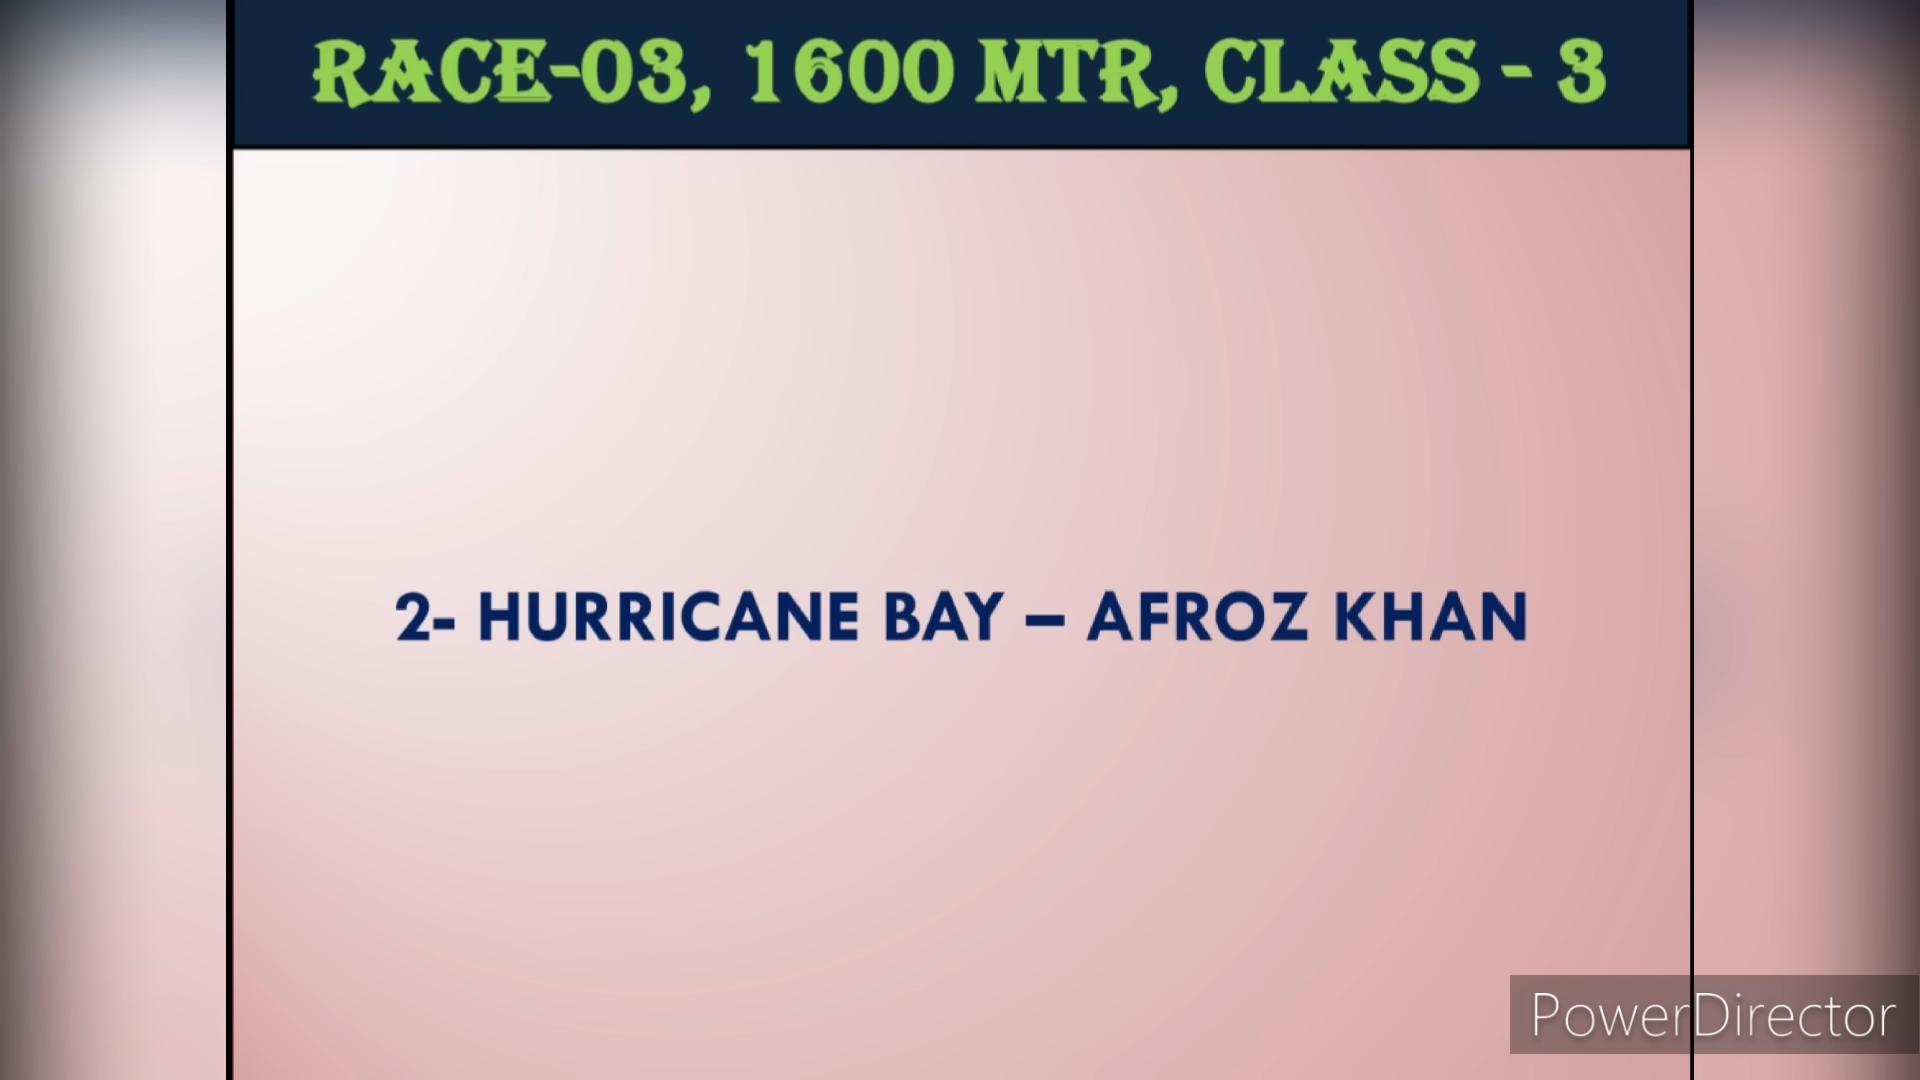 RACE-03, 1600 MTR, CLASS - 3
2- HURRICANE BAY – AFROZ KHAN
PowerDirector